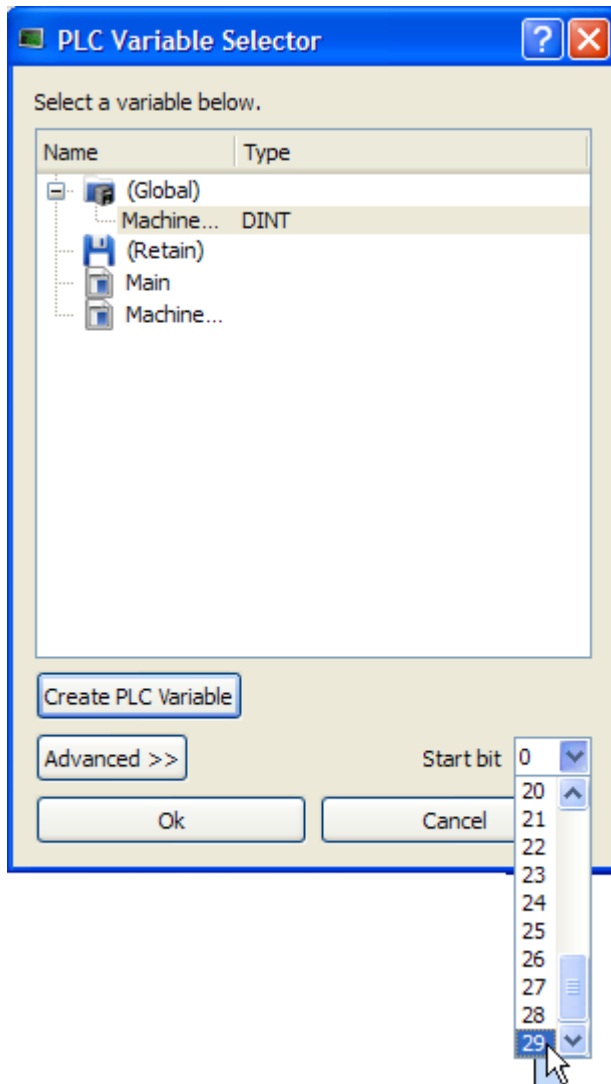 PLC Variable Selector
Select a variable below.
Name Type
(Global)
Machine... DINT
(Retain)
Main
Machine...
Create PLC Variable
Advanced >> Start bit 0
Ok Cancel
20
21
22
23
24
25
26
27
28
29